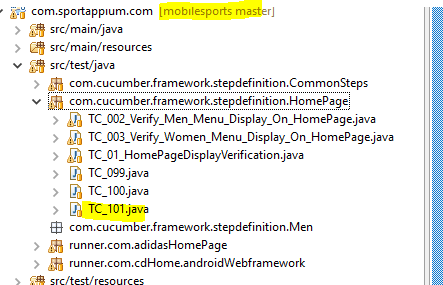 com.sportappium.com [mobilesports master]
src/main/java
src/main/resources
src/test/java
com.cucumber.framework.stepdefinition.CommonSteps
com.cucumber.framework.stepdefinition.HomePage
TC_002_Verify_Men_Menu_Display_On_HomePage.java
TC_003_Verify_Women_Menu_Display_On_HomePage.java
TC_01_HomePageDisplayVerification.java
TC_099.java
TC_100.java
TC_101.java
com.cucumber.framework.stepdefinition.Men
runner.com.adidasHomePage
runner.com.cdHome.androidWebframework
src/test/resources